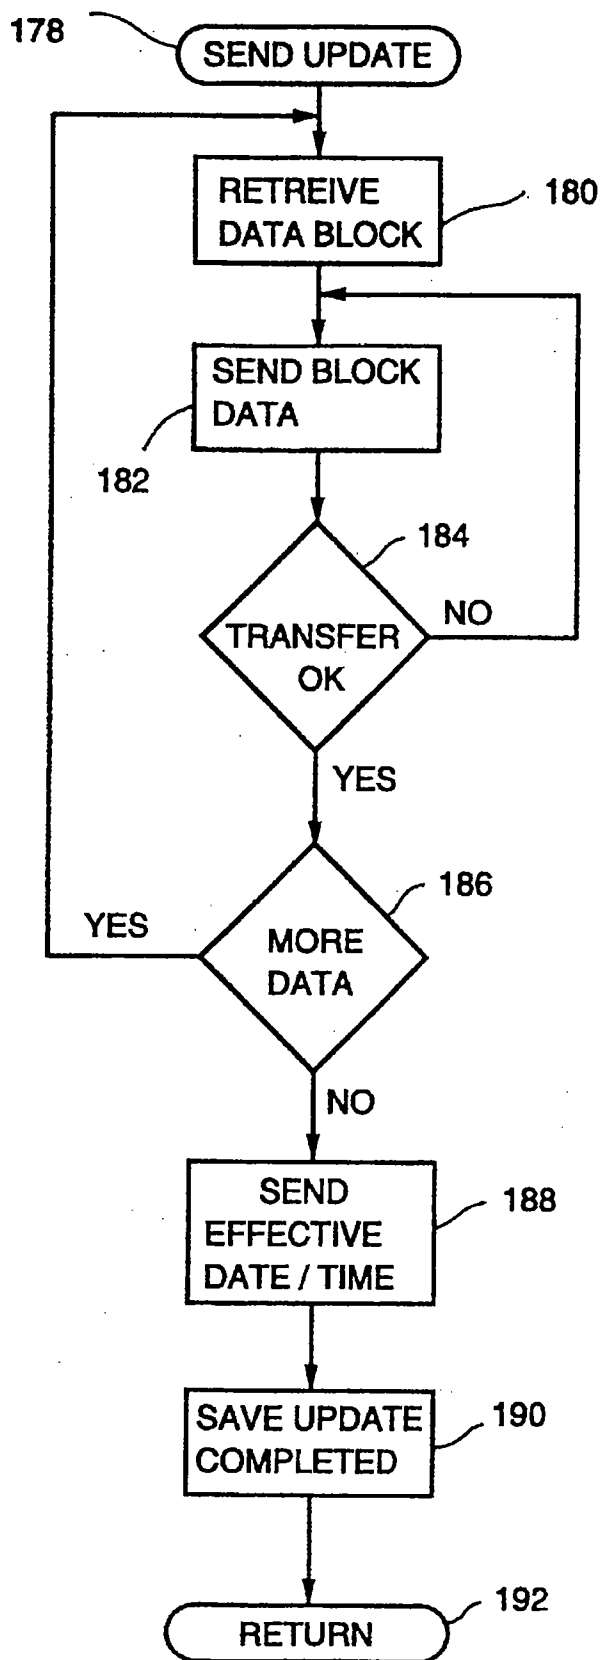 178
SEND UPDATE
RETREIVE
DATA BLOCK
180
SEND BLOCK
DATA
182
184
TRANSFER
OK
NO
YES
186
YES
MORE
DATA
NO
SEND
EFFECTIVE
DATE / TIME
188
SAVE UPDATE
COMPLETED
190
192
RETURN